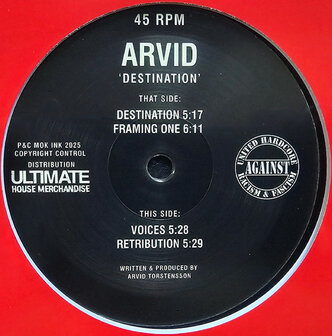 45 RPM
ARVID
'DESTINATION'
THAT SIDE:
DESTINATION 5:17
FRAMING ONE 6:11
P&C MOK INK 2025
COPYRIGHT CONTROL
DISTRIBUTION
ULTIMATE
HOUSE MERCHANDISE
UNITED HARDCORE
AGAINST
RACISM & FASCISM
THIS SIDE:
VOICES 5:28
RETRIBUTION 5:29
WRITTEN & PRODUCED BY
ARVID TORSTENSSON